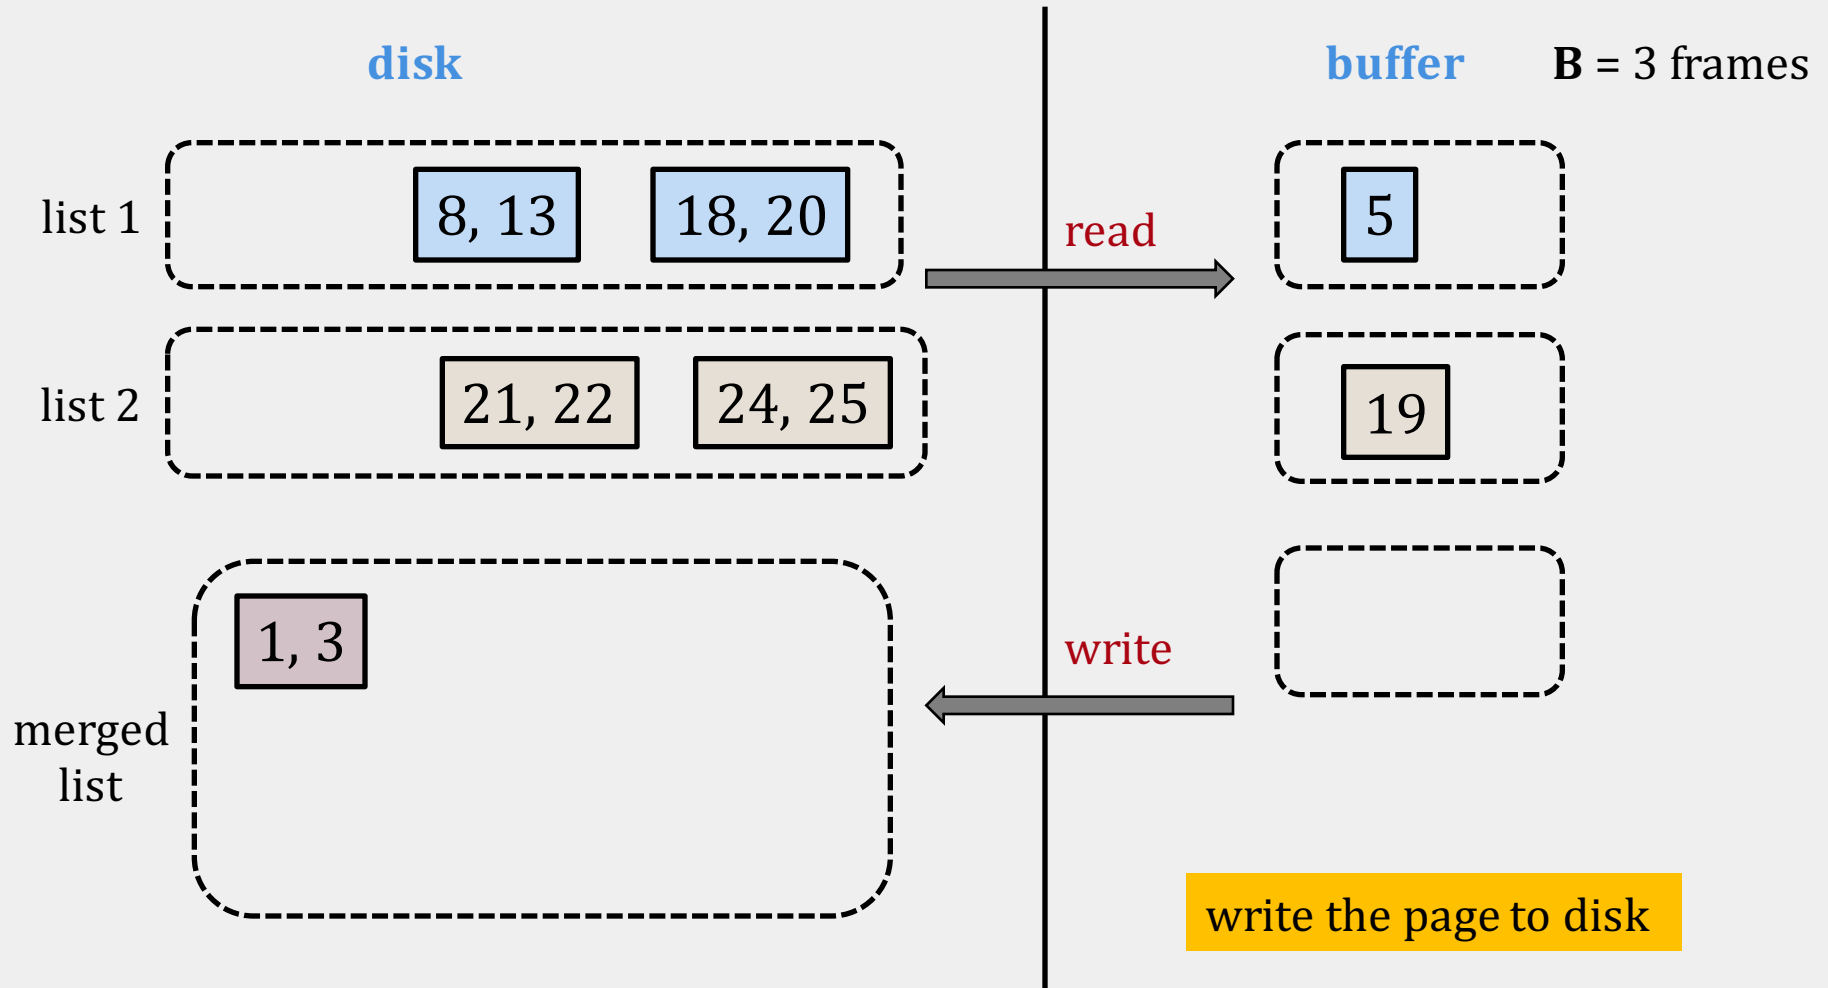 disk
buffer
B = 3 frames
list 1
8, 13
18, 20
read
5
list 2
21, 22
24, 25
19
merged
list
1, 3
write
write the page to disk